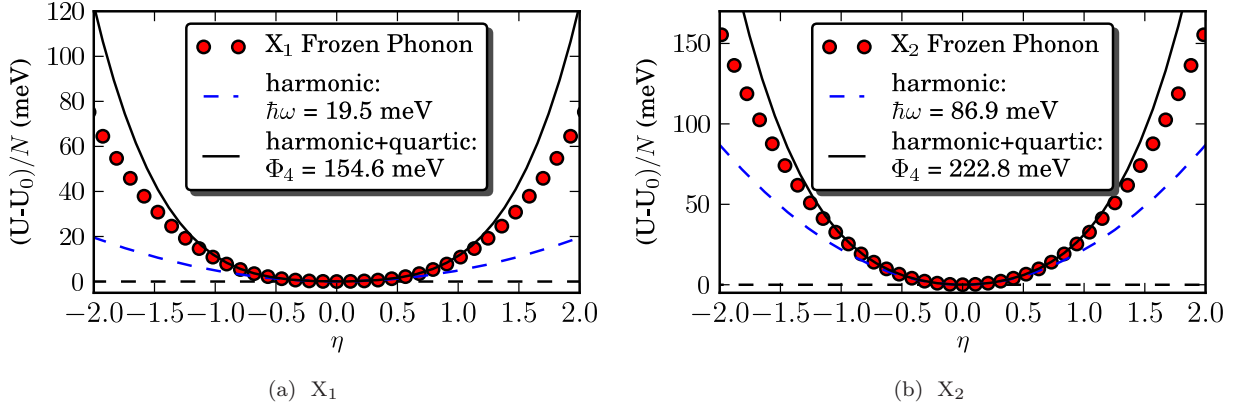 120
100
80
60
40
20
0
(U-U₀)/N (meV)
X₁ Frozen Phonon
harmonic:
ħω = 19.5 meV
harmonic+quartic:
Φ₄ = 154.6 meV
−2.0 −1.5 −1.0 −0.5 0.0 0.5 1.0 1.5 2.0
η
(a) X₁
150
100
50
0
(U-U₀)/N (meV)
X₂ Frozen Phonon
harmonic:
ħω = 86.9 meV
harmonic+quartic:
Φ₄ = 222.8 meV
−2.0 −1.5 −1.0 −0.5 0.0 0.5 1.0 1.5 2.0
η
(b) X₂